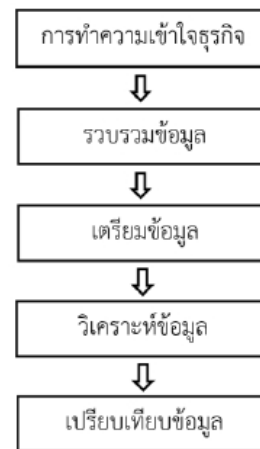 การทำความเข้าใจธุรกิจ
รวบรวมข้อมูล
เตรียมข้อมูล
วิเคราะห์ข้อมูล
เปรียบเทียบข้อมูล